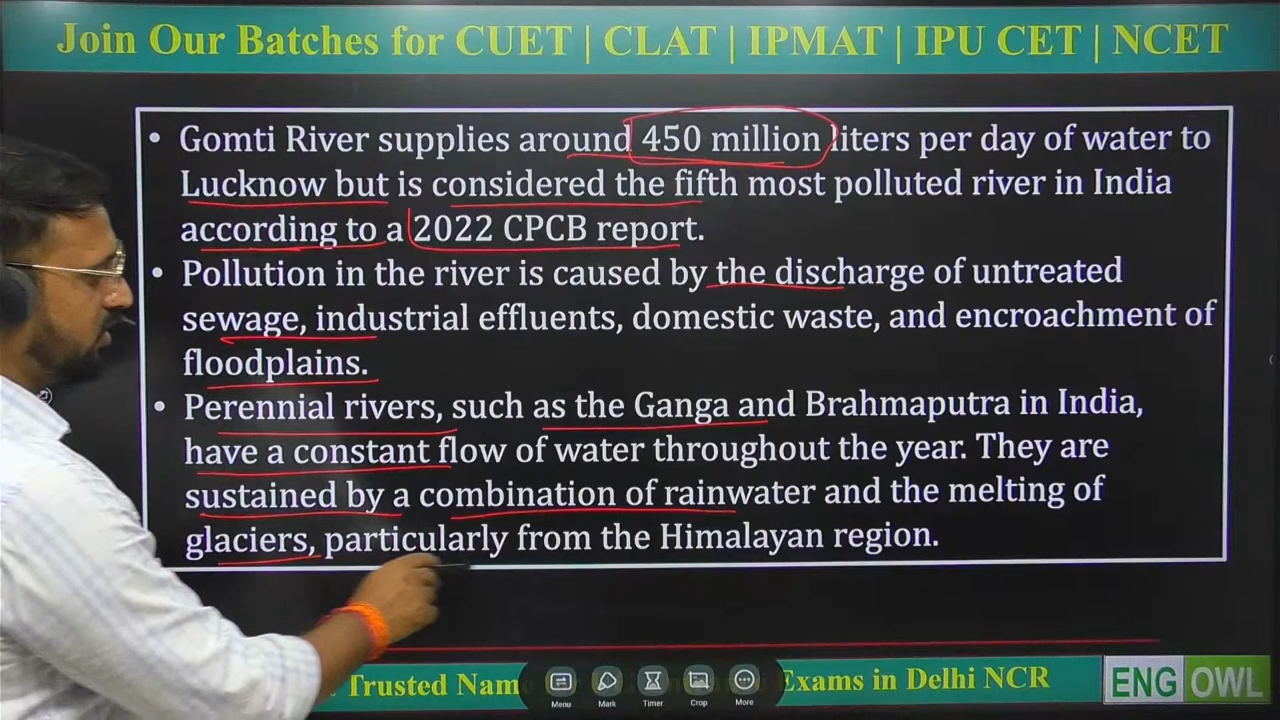 Join Our Batches for CUET | CLAT | IPMAT | IPU CET | NCET
• Gomti River supplies around 450 million liters per day of water to
Lucknow but is considered the fifth most polluted river in India
according to a 2022 CPCB report.
• Pollution in the river is caused by the discharge of untreated
sewage, industrial effluents, domestic waste, and encroachment of
floodplains.
• Perennial rivers, such as the Ganga and Brahmaputra in India,
have a constant flow of water throughout the year. They are
sustained by a combination of rainwater and the melting of
glaciers, particularly from the Himalayan region.
Trusted Exams in Delhi NCR
Menu Mark Timer Crop More
ENG OWL